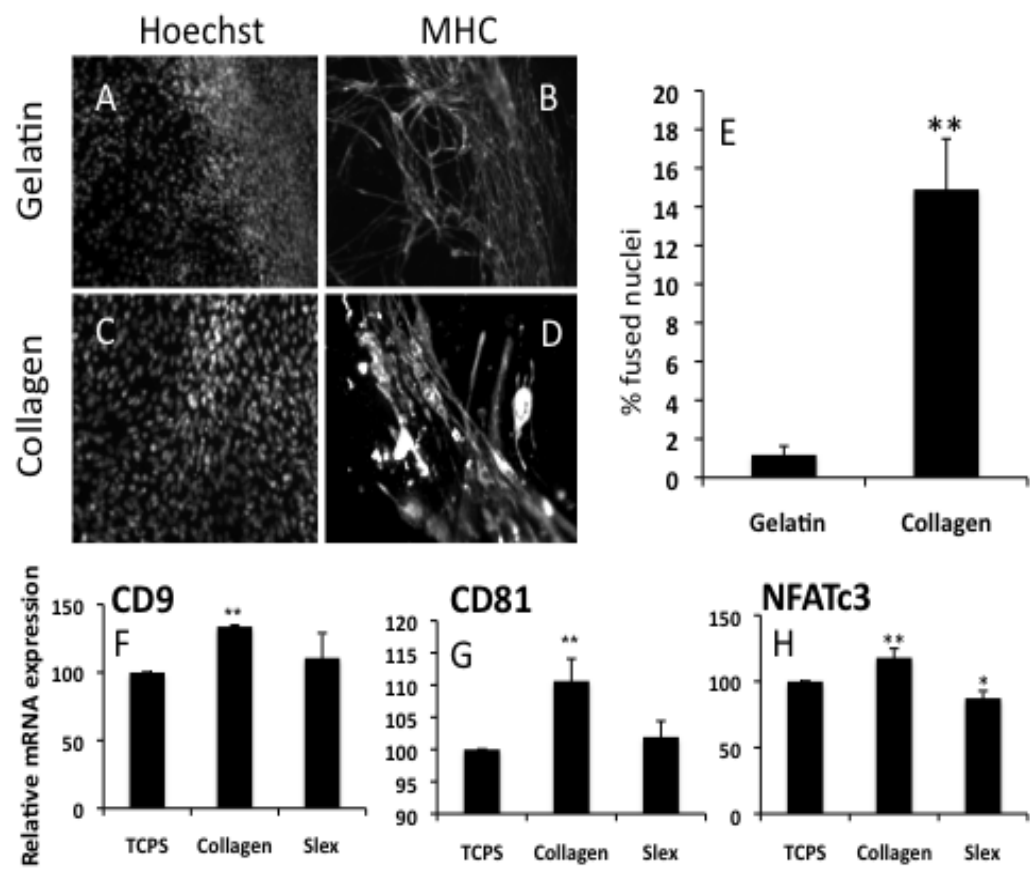 Hoechst
MHC
Gelatin
A
B
Collagen
C
D
E
% fused nuclei
20
18
16
14
12
10
8
6
4
2
0
**
Gelatin
Collagen
Relative mRNA expression
CD9
F
150
100
50
0
**
TCPS
Collagen
Slex
CD81
G
120
115
110
105
100
95
90
**
TCPS
Collagen
Slex
NFATc3
H
150
100
50
0
**
*
TCPS
Collagen
Slex